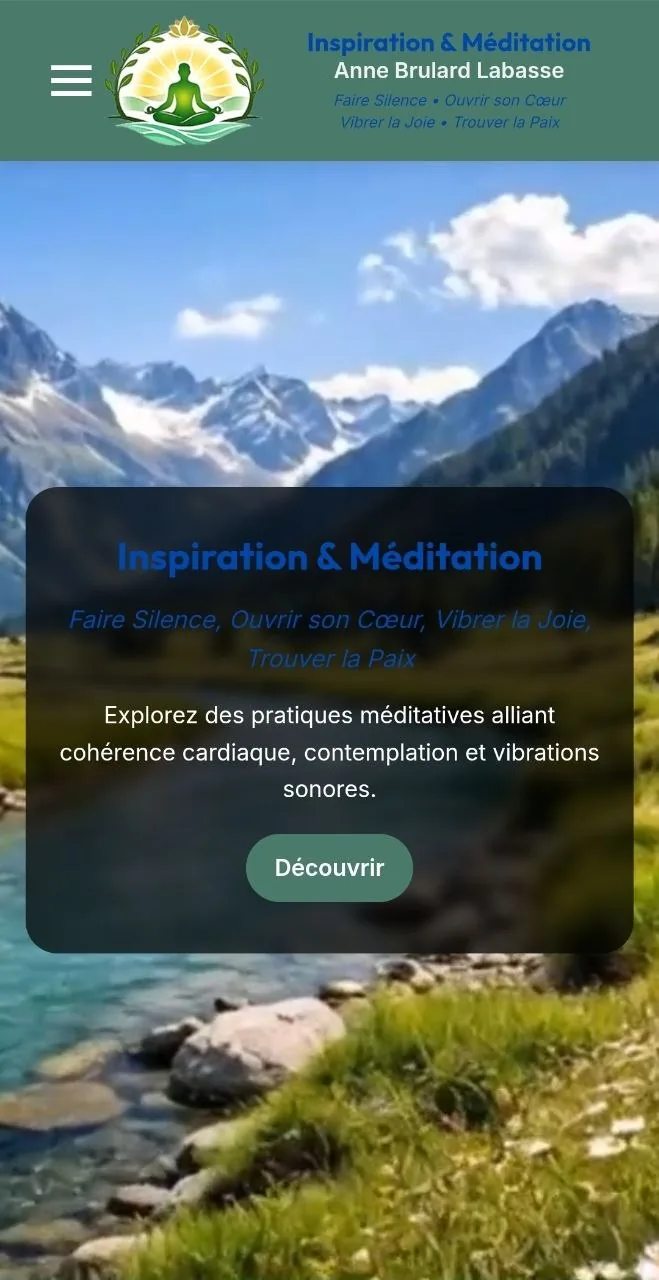 Inspiration & Méditation
Anne Brulard Labasse
Faire Silence • Ouvrir son Cœur
Vibrer la Joie • Trouver la Paix
Inspiration & Méditation
Faire Silence, Ouvrir son Cœur, Vibrer la Joie,
Trouver la Paix
Explorez des pratiques méditatives alliant
cohérence cardiaque, contemplation et vibrations
sonores.
Découvrir